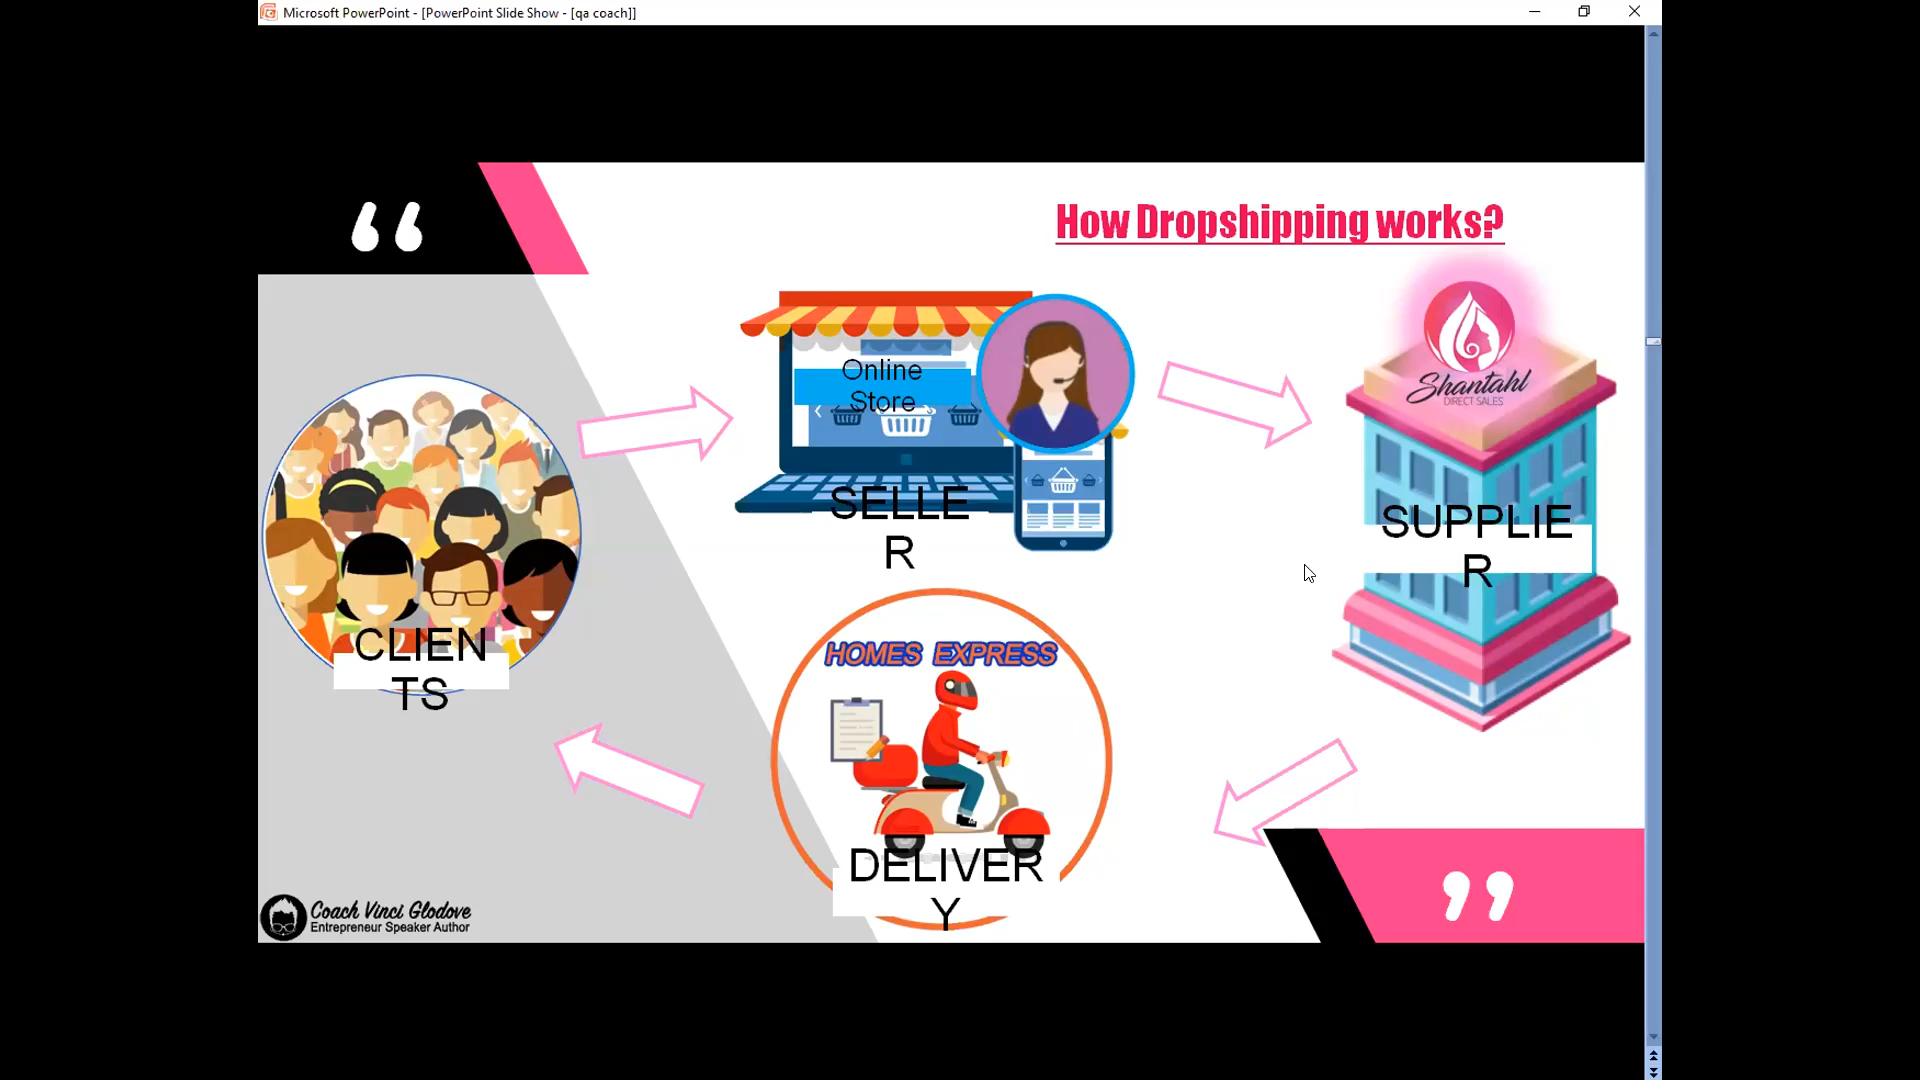 Microsoft PowerPoint - [PowerPoint Slide Show - [qa coach]]
“
How Dropshipping works?
Online
Store
SELLE
R
Shantahl
DIRECT SALES
SUPPLIE
R
CLIEN
TS
HOMES EXPRESS
DELIVER
Y
Coach Vinci Glodove
Entrepreneur Speaker Author
”